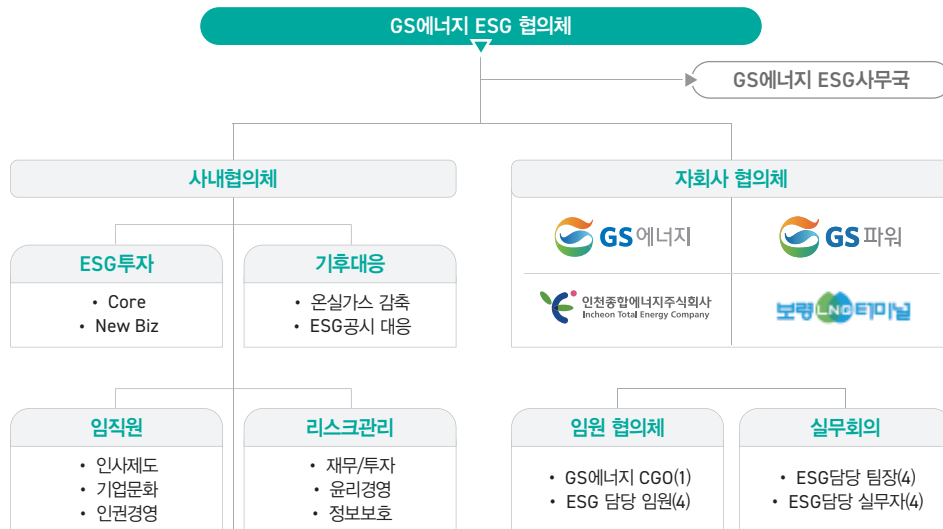 GS에너지 ESG 협의체
GS에너지 ESG사무국
사내협의체
자회사 협의체
ESG투자
• Core
• New Biz
기후대응
• 온실가스 감축
• ESG공시 대응
GS 에너지
GS 파워
인천종합에너지주식회사
Incheon Total Energy Company
보령LNG터미널
임직원
• 인사제도
• 기업문화
• 인권경영
리스크관리
• 재무/투자
• 윤리경영
• 정보보호
임원 협의체
• GS에너지 CGO(1)
• ESG 담당 임원(4)
실무회의
• ESG담당 팀장(4)
• ESG담당 실무자(4)